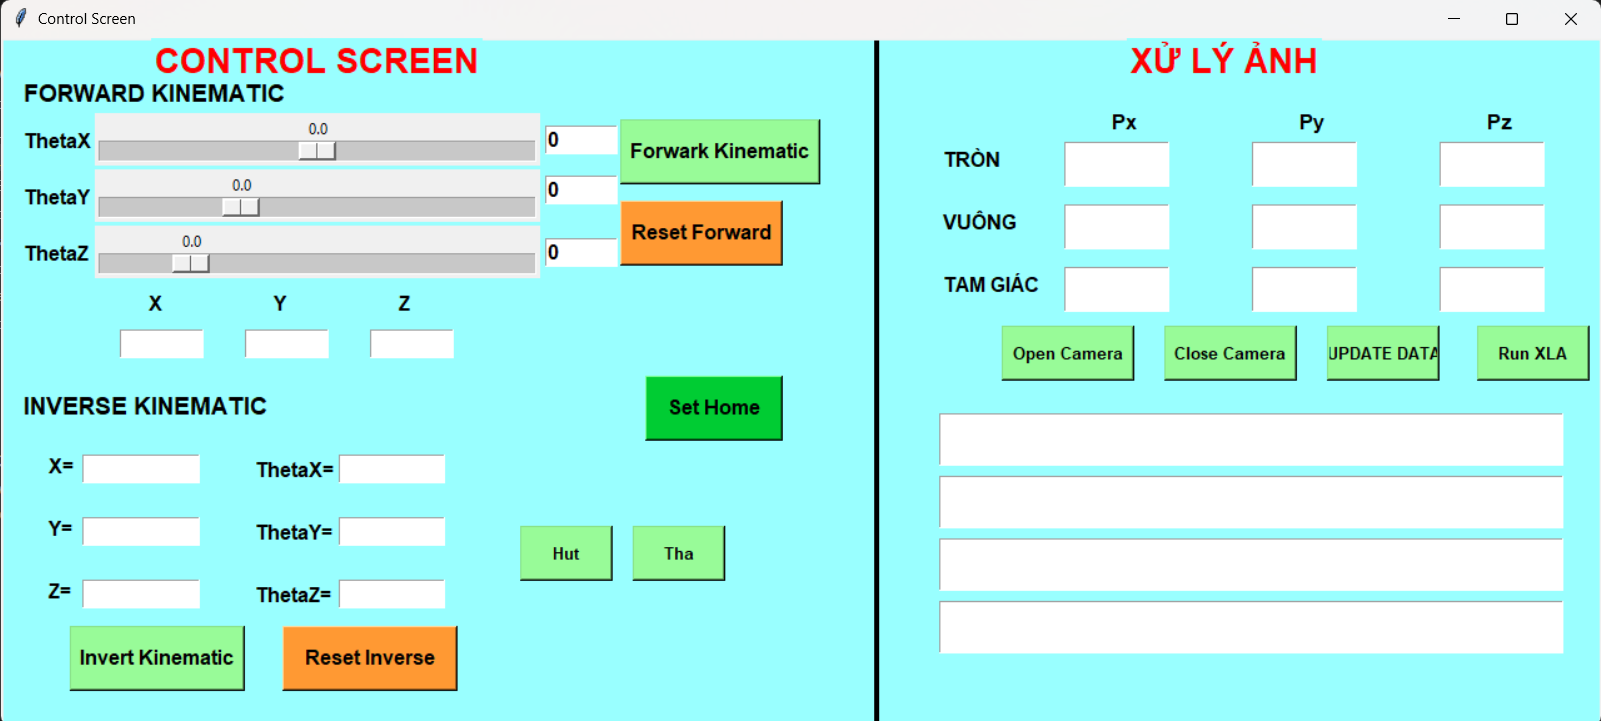 Control Screen
CONTROL SCREEN
FORWARD KINEMATIC
ThetaX 0.0 0
ThetaY 0.0 0
ThetaZ 0.0 0
Forwark Kinematic
Reset Forward
X Y Z
Set Home
INVERSE KINEMATIC
X= ThetaX=
Y= ThetaY=
Z= ThetaZ=
Hut Tha
Invert Kinematic Reset Inverse
XỬ LÝ ẢNH
Px Py Pz
TRÒN
VUÔNG
TAM GIÁC
Open Camera Close Camera UPDATE DATA Run XLA